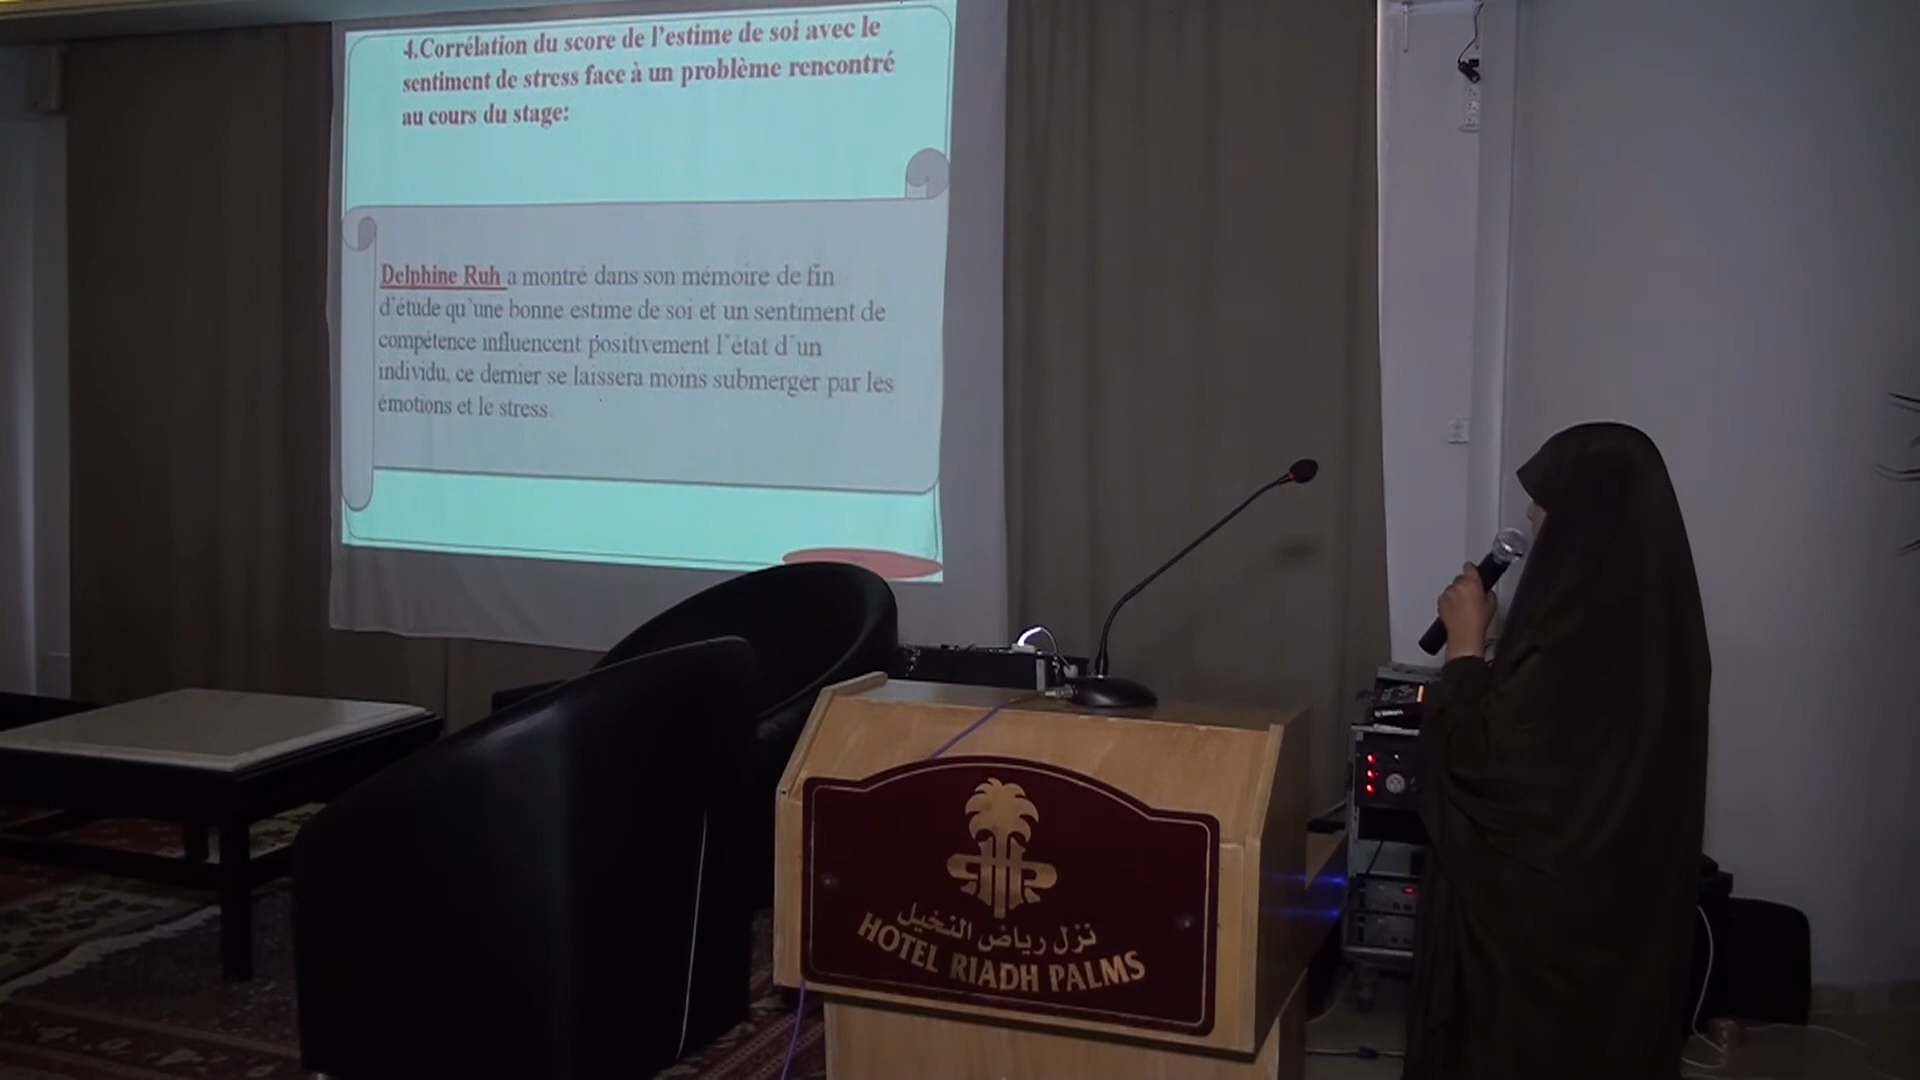 4.Corrélation du score de l'estime de soi avec le
sentiment de stress face à un problème rencontré
au cours du stage:
Delphine Ruh a montré dans son mémoire de fin
d'étude qu'une bonne estime de soi et un sentiment de
compétence influencent positivement l'état d'un
individu, ce dernier se laissera moins submerger par les
émotions et le stress.
نزل رياض النخيل
HOTEL RIADH PALMS